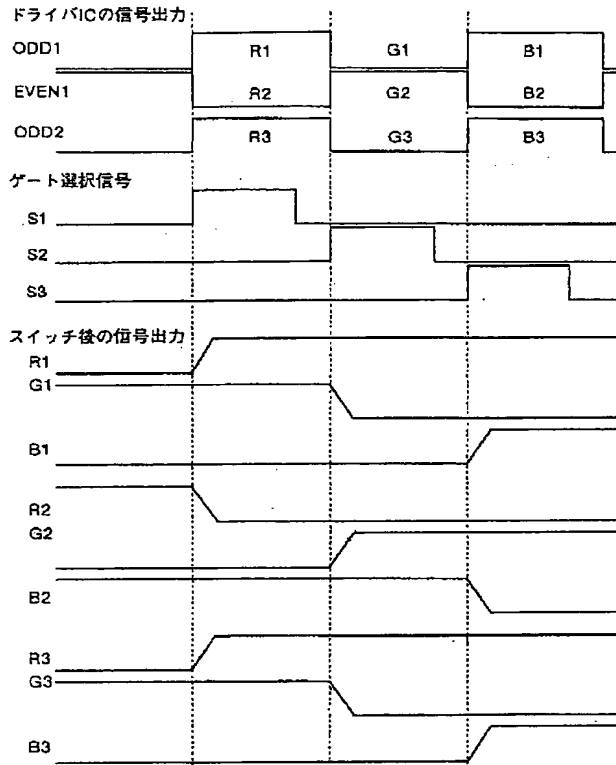 ドライバICの信号出力
ODD1 R1 G1 B1
EVEN1 R2 G2 B2
ODD2 R3 G3 B3
ゲート選択信号
S1
S2
S3
スイッチ後の信号出力
R1
G1
B1
R2
G2
B2
R3
G3
B3